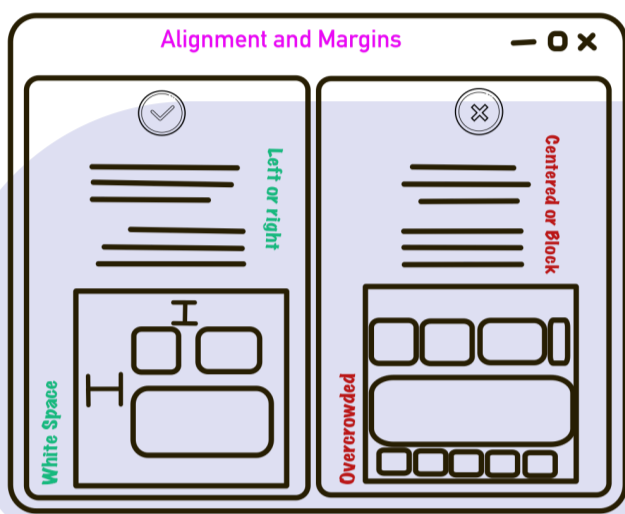 Alignment and Margins
Left or right
White Space
Centered or Block
Overcrowded